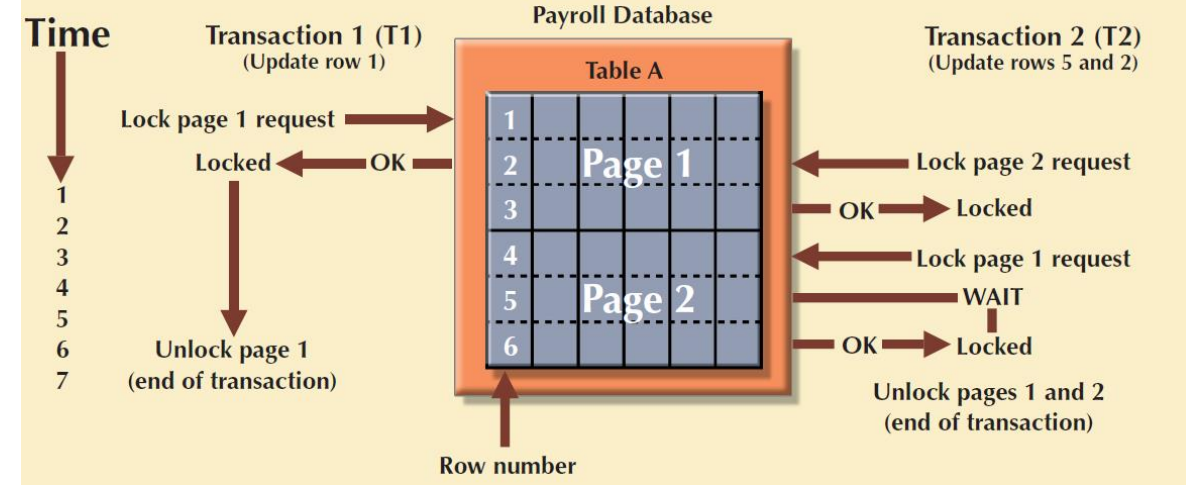 Payroll Database
Time
Transaction 1 (T1)
(Update row 1)
Transaction 2 (T2)
(Update rows 5 and 2)
Table A
Lock page 1 request
1
Locked
OK
2
Page 1
Lock page 2 request
1
3
OK
Locked
2
3
4
Lock page 1 request
4
5
Page 2
WAIT
5
6
Unlock page 1
6
OK
Locked
7
(end of transaction)
Unlock pages 1 and 2
(end of transaction)
Row number